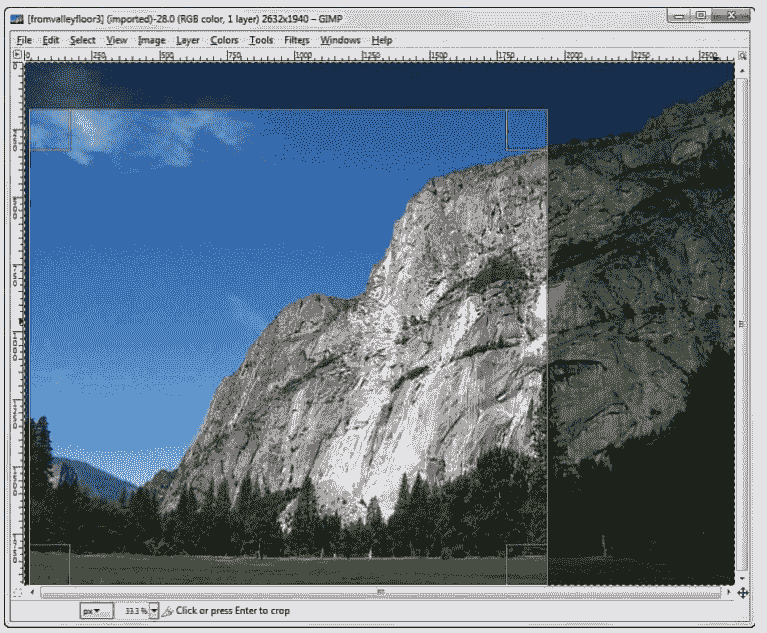 [fromvalleyfloor3] (imported)-28.0 (RGB color, 1 layer) 2632x1940 – GIMP
File Edit Select View Image Layer Colors Tools Filters Windows Help
0 250 500 750 1000 1250 1500 1750 2000 2250 2500
px 33.3 % Click or press Enter to crop